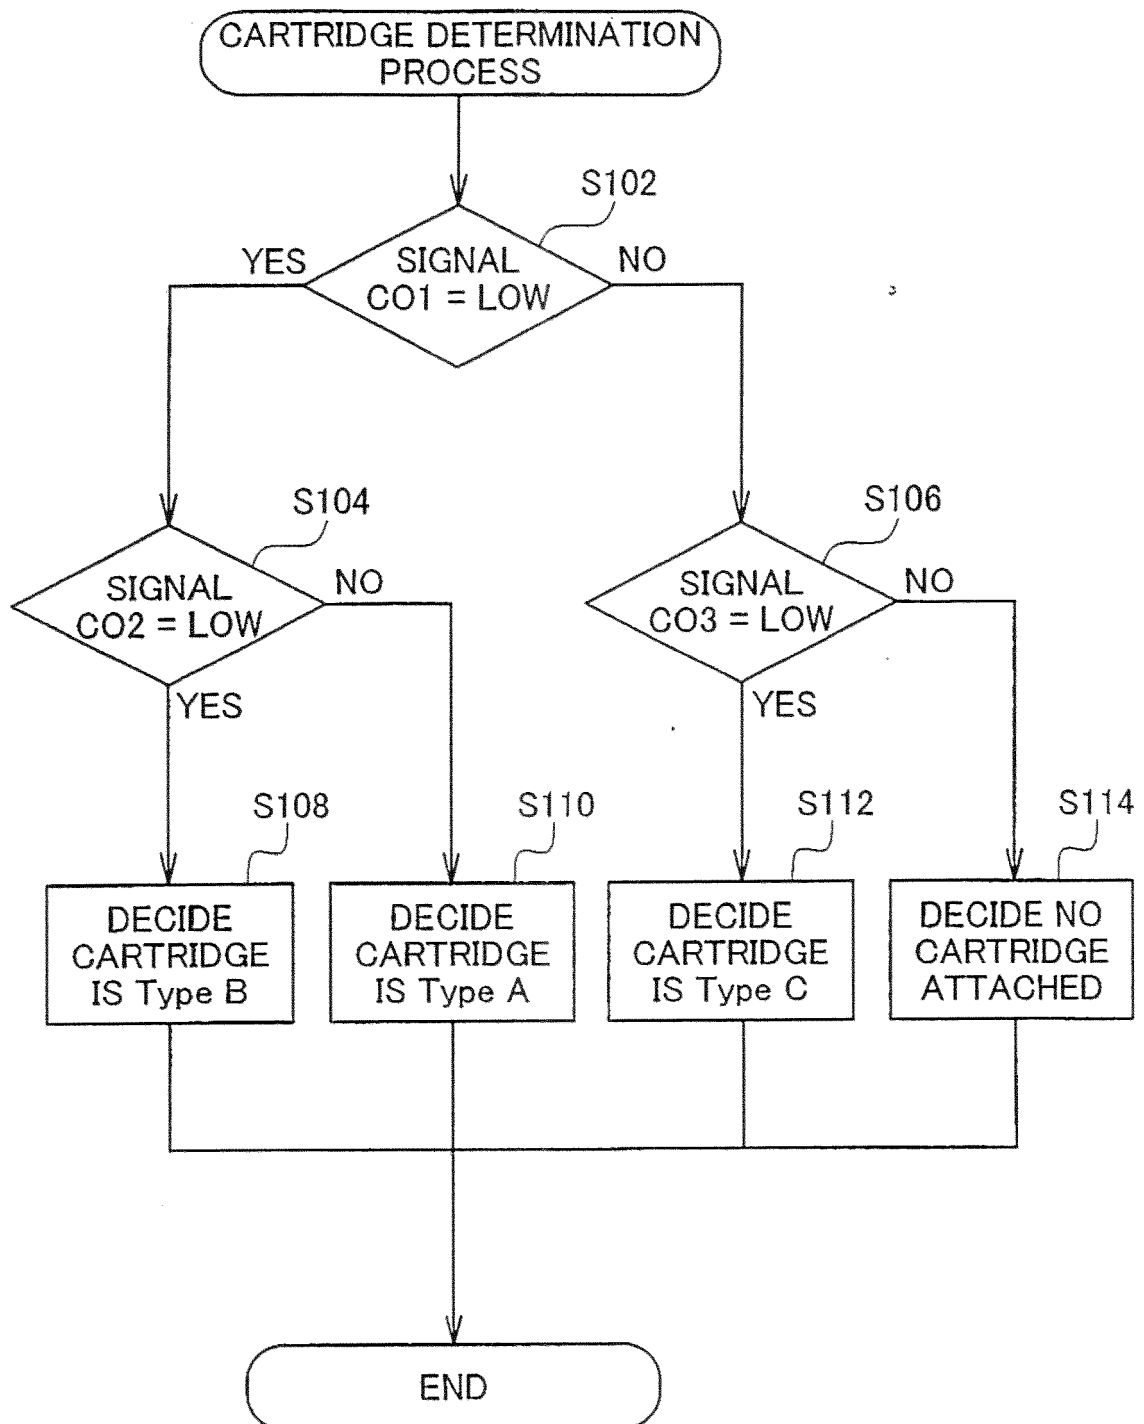 CARTRIDGE DETERMINATION
PROCESS
S102
YES
SIGNAL
CO1 = LOW
NO
S104
SIGNAL
CO2 = LOW
NO
YES
S106
SIGNAL
CO3 = LOW
NO
YES
S108
DECIDE
CARTRIDGE
IS Type B
S110
DECIDE
CARTRIDGE
IS Type A
S112
DECIDE
CARTRIDGE
IS Type C
S114
DECIDE NO
CARTRIDGE
ATTACHED
END